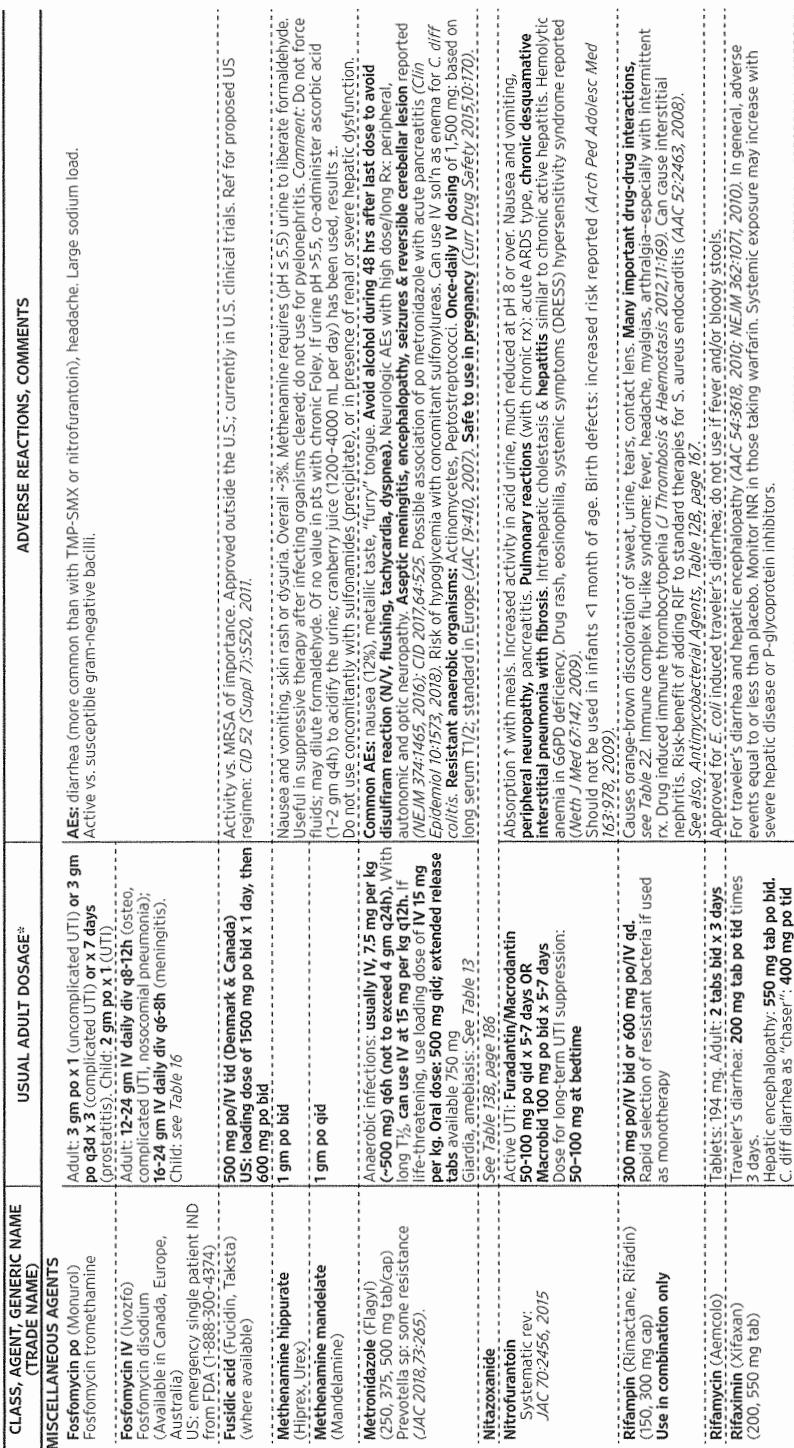 CLASS, AGENT, GENERIC NAME
(TRADE NAME)
USUAL ADULT DOSAGE*
ADVERSE REACTIONS, COMMENTS
MISCELLANEOUS AGENTS
Fosfomycin po (Monurol)
Fosfomycin tromethamine
Adult: 3 gm po x 1 (uncomplicated UTI) or 3 gm
po q3d x 3 (complicated UTI) or x 7 days
(prostatitis). Child: 2 gm po x 1 (UTI)
AEs: diarrhea (more common than with TMP-SMX or nitrofurantoin), headache. Large sodium load.
Active vs. susceptible gram-negative bacilli.
Fosfomycin IV (Ivozfo)
Fosfomycin disodium
(Available in Canada, Europe,
Australia)
US: emergency single patient IND
from FDA (1-888-300-4374)
Adult: 12-24 gm IV daily div q8-12h (osteo,
complicated UTI, nosocomial pneumonia);
16-24 gm IV daily div q6-8h (meningitis).
Child: see Table 16
Fusidic acid (Fucidin, Taksta)
(where available)
500 mg po/IV tid (Denmark & Canada)
US: loading dose of 1500 mg po bid x 1 day, then
600 mg po bid
Activity vs. MRSA of importance. Approved outside the U.S.; currently in U.S. clinical trials. Ref for proposed US
regimen: CID 52 (Suppl 7):S520, 2011.
Methenamine hippurate
(Hiprex, Urex)
1 gm po bid
Methenamine mandelate
(Mandelamine)
1 gm po qid
Nausea and vomiting, skin rash or dysuria. Overall ~3%. Methenamine requires (pH ≤ 5.5) urine to liberate formaldehyde.
Useful in suppressive therapy after infecting organisms cleared; do not use for pyelonephritis. Comment: Do not force
fluids; may dilute formaldehyde. Of no value in pts with chronic Foley. If urine pH >5.5, co-administer ascorbic acid
(1-2 gm q4h) to acidify the urine; cranberry juice (1200-4000 mL per day) has been used, results ±.
Do not use concomitantly with sulfonamides (precipitate), or in presence of renal or severe hepatic dysfunction.
Metronidazole (Flagyl)
(250, 375, 500 mg tab/cap)
Prevotella sp: some resistance
(JAC 2018,73:265).
Anaerobic infections: usually IV, 7.5 mg per kg
(~500 mg) q6h (not to exceed 4 gm q24h). With
long T½, can use IV at 15 mg per kg q12h. If
life-threatening, use loading dose of IV 15 mg
per kg. Oral dose: 500 mg qid; extended release
tabs available 750 mg
Giardia, amebiasis: See Table 13
Common AEs: nausea (12%), metallic taste, "furry" tongue. Avoid alcohol during 48 hrs after last dose to avoid
disulfiram reaction (N/V, flushing, tachycardia, dyspnea). Neurologic AEs with high dose/long Rx: peripheral,
autonomic and optic neuropathy. Aseptic meningitis, encephalopathy, seizures & reversible cerebellar lesion reported
(NEJM 374:1465, 2016); CID 2017,64:525. Possible association of po metronidazole with acute pancreatitis (Clin
Epidemiol 10:1573, 2018). Risk of hypoglycemia with concomitant sulfonylureas. Can use IV sol'n as enema for C. diff
colitis. Resistant anaerobic organisms: Actinomycetes, Peptostreptococci. Once-daily IV dosing of 1,500 mg: based on
long serum T1/2; standard in Europe (JAC 19:410, 2007). Safe to use in pregnancy (Curr Drug Safety 2015,10:170).
Nitazoxanide
See Table 13B, page 186
Nitrofurantoin
Systematic rev:
JAC 70:2456, 2015
Active UTI: Furadantin/Macrodantin
50-100 mg po qid x 5-7 days OR
Macrobid 100 mg po bid x 5-7 days
Dose for long-term UTI suppression:
50-100 mg at bedtime
Absorption ↑ with meals. Increased activity in acid urine, much reduced at pH 8 or over. Nausea and vomiting,
peripheral neuropathy, pancreatitis. Pulmonary reactions (with chronic rx): acute ARDS type, chronic desquamative
interstitial pneumonia with fibrosis. Intrahepatic cholestasis & hepatitis similar to chronic active hepatitis. Hemolytic
anemia in G6PD deficiency. Drug rash, eosinophilia, systemic symptoms (DRESS) hypersensitivity syndrome reported
(Neth J Med 67:147, 2009).
Should not be used in infants <1 month of age. Birth defects: increased risk reported (Arch Ped Adolesc Med
163:978, 2009).
Rifampin (Rimactane, Rifadin)
(150, 300 mg cap)
Use in combination only
300 mg po/IV bid or 600 mg po/IV qd.
Rapid selection of resistant bacteria if used
as monotherapy
Causes orange-brown discoloration of sweat, urine, tears, contact lens. Many important drug-drug interactions,
see Table 22. Immune complex flu-like syndrome: fever, headache, myalgias, arthralgia--especially with intermittent
rx. Drug induced immune thrombocytopenia (J Thrombosis & Haemostasis 2012,11:169). Can cause interstitial
nephritis. Risk-benefit of adding RIF to standard therapies for S. aureus endocarditis (AAC 52:2463, 2008).
See also, Antimycobacterial Agents, Table 12B, page 167.
Rifamycin (Aemcolo)
Tablets: 194 mg. Adult: 2 tabs bid x 3 days
Approved for E. coli induced traveler's diarrhea; do not use if fever and/or bloody stools.
Rifaximin (Xifaxan)
(200, 550 mg tab)
Traveler's diarrhea: 200 mg tab po tid times
3 days.
Hepatic encephalopathy: 550 mg tab po bid.
C. diff diarrhea as "chaser": 400 mg po tid
For traveler's diarrhea and hepatic encephalopathy (AAC 54:3618, 2010; NEJM 362:1071, 2010). In general, adverse
events equal to or less than placebo. Monitor INR in those taking warfarin. Systemic exposure may increase with
severe hepatic disease or P-glycoprotein inhibitors.